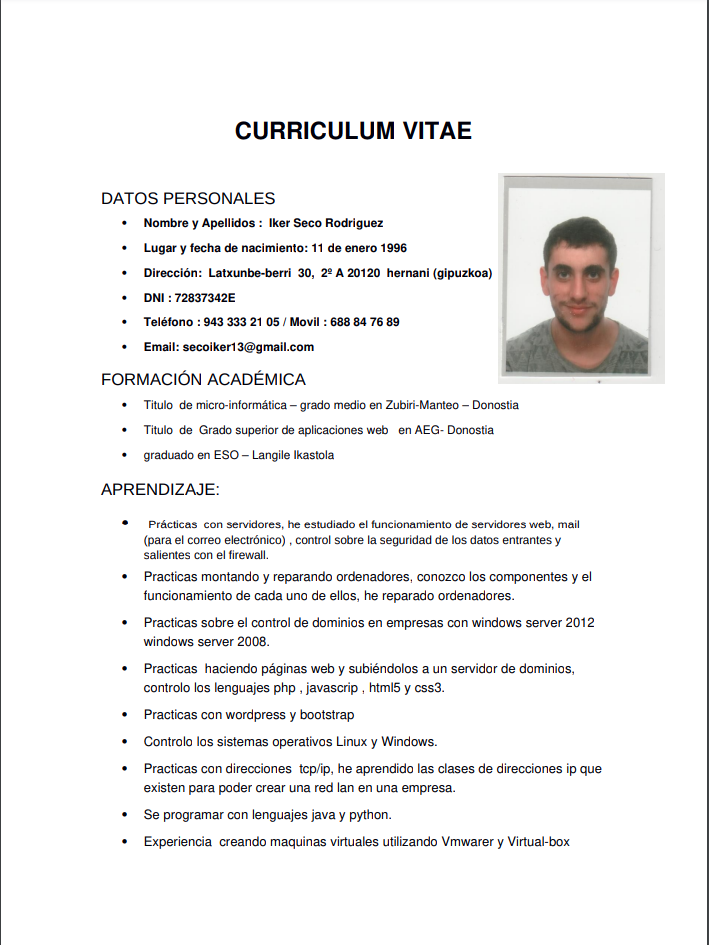 CURRICULUM VITAE
DATOS PERSONALES
• Nombre y Apellidos : Iker Seco Rodriguez
• Lugar y fecha de nacimiento: 11 de enero 1996
• Dirección: Latxunbe-berri 30, 2º A 20120 hernani (gipuzkoa)
• DNI : 72837342E
• Teléfono : 943 333 21 05 / Movil : 688 84 76 89
• Email: secoiker13@gmail.com
FORMACIÓN ACADÉMICA
• Titulo de micro-informática – grado medio en Zubiri-Manteo – Donostia
• Titulo de Grado superior de aplicaciones web en AEG- Donostia
• graduado en ESO – Langile Ikastola
APRENDIZAJE:
• Prácticas con servidores, he estudiado el funcionamiento de servidores web, mail
(para el correo electrónico) , control sobre la seguridad de los datos entrantes y
salientes con el firewall.
• Practicas montando y reparando ordenadores, conozco los componentes y el
funcionamiento de cada uno de ellos, he reparado ordenadores.
• Practicas sobre el control de dominios en empresas con windows server 2012
windows server 2008.
• Practicas haciendo páginas web y subiéndolos a un servidor de dominios,
controlo los lenguajes php , javascrip , html5 y css3.
• Practicas con wordpress y bootstrap
• Controlo los sistemas operativos Linux y Windows.
• Practicas con direcciones tcp/ip, he aprendido las clases de direcciones ip que
existen para poder crear una red lan en una empresa.
• Se programar con lenguajes java y python.
• Experiencia creando maquinas virtuales utilizando Vmwarer y Virtual-box